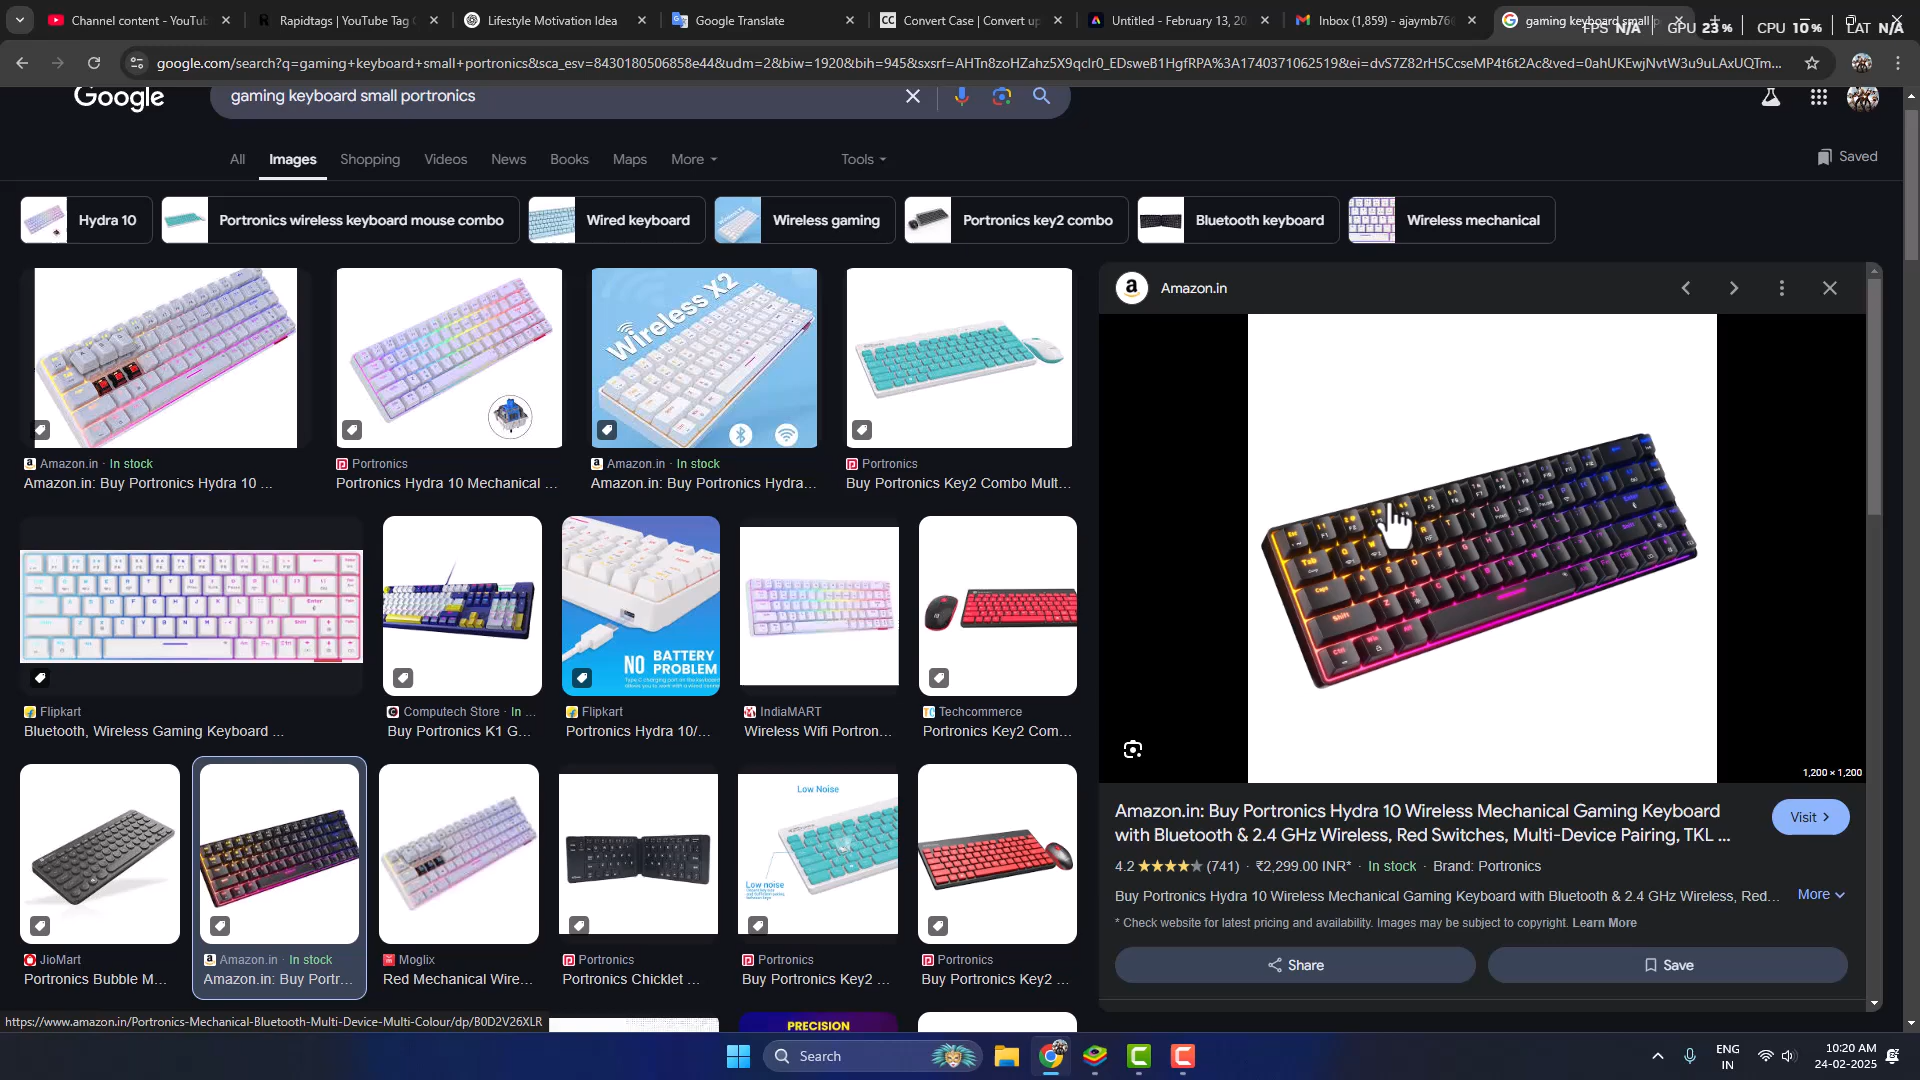 Channel content - YouTub
Rapidtags | YouTube Tag G
Lifestyle Motivation Idea
Google Translate
Convert Case | Convert up
Untitled - February 13, 20
Inbox (1,859) - ajaymb76
gaming keyboard small p
FPS N/A
GPU 23 %
CPU 10 %
LAT N/A
google.com/search?q=gaming+keyboard+small+portronics&sca_esv=8430180506858e44&udm=2&biw=1920&bih=945&sxsrf=AHTn8zoHZahz5X9qclr0_EDsweB1HgfRPA%3A1740371062519&ei=dvS7Z82rH5CcseMP4t6t2Ac&ved=0ahUKEwjNvtW3u9uLAxUQTm...
Google
gaming keyboard small portronics
All
Images
Shopping
Videos
News
Books
Maps
More
Tools
Saved
Hydra 10
Portronics wireless keyboard mouse combo
Wired keyboard
Wireless gaming
Portronics key2 combo
Bluetooth keyboard
Wireless mechanical
Wireless X2
Amazon.in · In stock
Amazon.in: Buy Portronics Hydra 10 ...
Portronics
Portronics Hydra 10 Mechanical ...
Amazon.in · In stock
Amazon.in: Buy Portronics Hydra...
Portronics
Buy Portronics Key2 Combo Mult...
NO BATTERY
PROBLEM
Flipkart
Bluetooth, Wireless Gaming Keyboard ...
Computech Store · In ...
Buy Portronics K1 G...
Flipkart
Portronics Hydra 10/...
IndiaMART
Wireless Wifi Portron...
Techcommerce
Portronics Key2 Com...
Low Noise
Low noise
JioMart
Portronics Bubble M...
Amazon.in · In stock
Amazon.in: Buy Portr...
Moglix
Red Mechanical Wire...
Portronics
Portronics Chicklet ...
Portronics
Buy Portronics Key2 ...
Portronics
Buy Portronics Key2 ...
PRECISION
Amazon.in
1,200 × 1,200
Amazon.in: Buy Portronics Hydra 10 Wireless Mechanical Gaming Keyboard
with Bluetooth & 2.4 GHz Wireless, Red Switches, Multi-Device Pairing, TKL ...
Visit
4.2 ★★★★★ (741) · ₹2,299.00 INR* · In stock · Brand: Portronics
Buy Portronics Hydra 10 Wireless Mechanical Gaming Keyboard with Bluetooth & 2.4 GHz Wireless, Red...
More
* Check website for latest pricing and availability. Images may be subject to copyright. Learn More
Share
Save
https://www.amazon.in/Portronics-Mechanical-Bluetooth-Multi-Device-Multi-Colour/dp/B0D2V26XLR
Search
ENG
IN
10:20 AM
24-02-2025